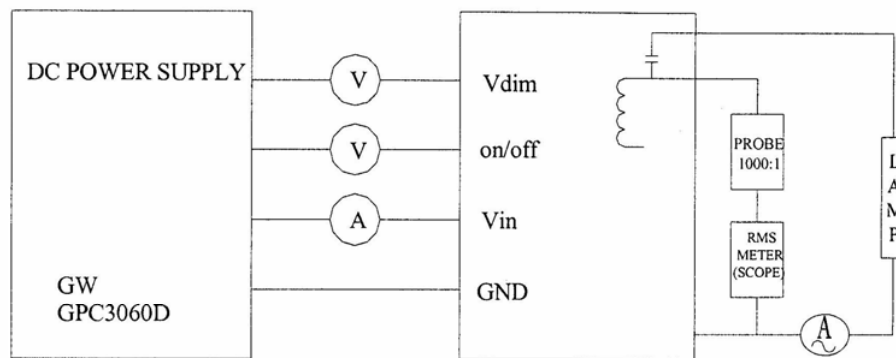 DC POWER SUPPLY
GW
GPC3060D
V
V
A
Vdim
on/off
Vin
GND
PROBE
1000:1
RMS
METER
(SCOPE)
A
L
A
M
P